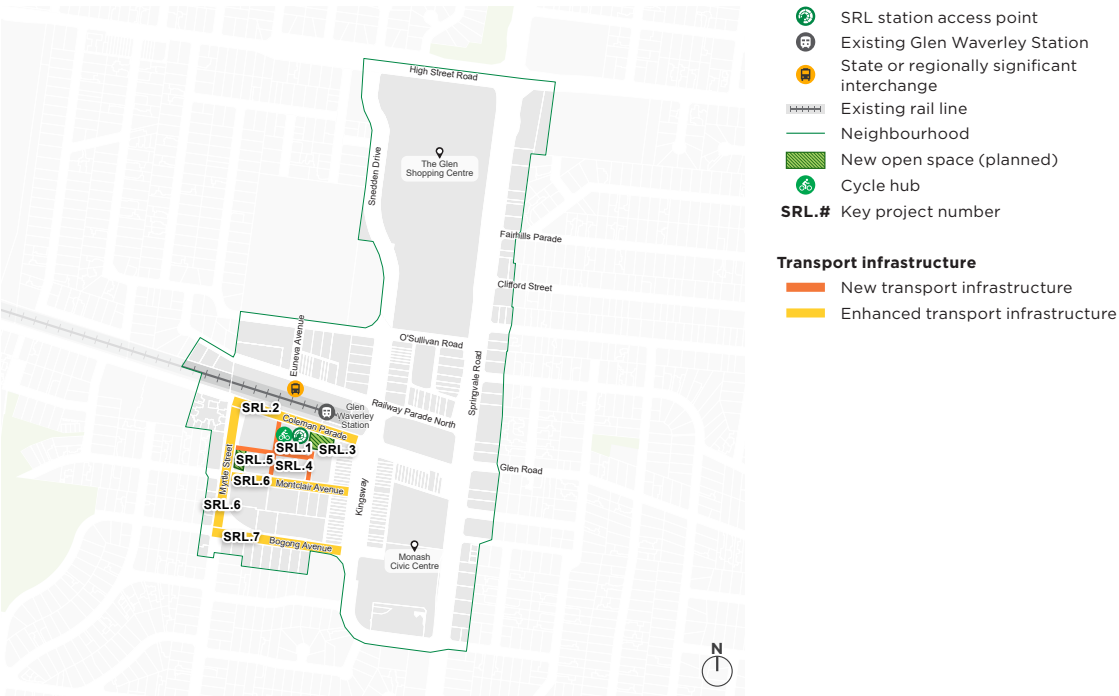 High Street Road
Snedden Drive
The Glen
Shopping Centre
Fairhills Parade
Clifford Street
Euneva Avenue
O'Sullivan Road
Springvale Road
Railway Parade North
Glen
Waverley
Station
SRL.2
Coleman Parade
SRL.1
SRL.3
SRL.5
SRL.4
Glen Road
Myrtle Street
SRL.6
Montclair Avenue
Kingsway
SRL.6
SRL.7
Bogong Avenue
Monash
Civic Centre
N
SRL station access point
Existing Glen Waverley Station
State or regionally significant
interchange
Existing rail line
Neighbourhood
New open space (planned)
Cycle hub
SRL.# Key project number
Transport infrastructure
New transport infrastructure
Enhanced transport infrastructure